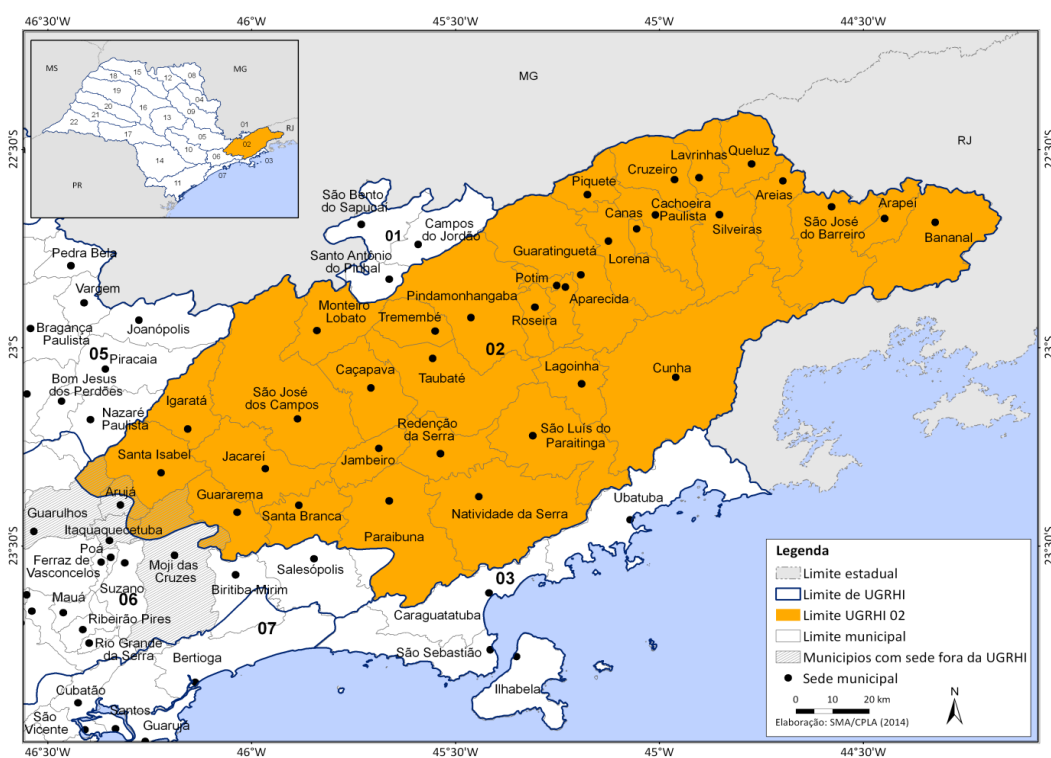 46°30'W
46°W
45°30'W
45°W
44°30'W
MS
MG
18
15
12
08
19
04
20
16
09
21
13
22
17
05
01
RJ
10
02
14
06
03
07
11
PR
MG
RJ
22°30'S
22°30'S
Lavrinhas
Queluz
Cruzeiro
Piquete
São Bento
do Sapucaí
Cachoeira
Paulista
Areias
Arapeí
Canas
São José
do Barreiro
Campos
do Jordão
01
Silveiras
Bananal
Pedra Bela
Santo Antônio
do Pinhal
Guaratinguetá
Lorena
Potim
Vargem
Pindamonhangaba
Aparecida
Monteiro
Lobato
Tremembé
Roseira
Joanópolis
Bragança
Paulista
23°S
23°S
05
Piracaia
02
Lagoinha
Caçapava
Cunha
Taubaté
Bom Jesus
dos Perdões
São José
dos Campos
Igaratá
Nazaré
Paulista
Redenção
da Serra
São Luís do
Paraitinga
Santa Isabel
Jacareí
Jambeiro
Arujá
Guararema
Ubatuba
Guarulhos
Santa Branca
Natividade da Serra
Itaquaquecetuba
Paraibuna
23°30'S
23°30'S
Poá
Ferraz de
Vasconcelos
Moji das
Cruzes
Salesópolis
Suzano
Biritiba Mirim
03
Mauá
06
Caraguatatuba
Ribeirão Pires
07
Rio Grande
da Serra
São Sebastião
Bertioga
Ilhabela
Cubatão
Santos
São
Vicente
Guarujá
Legenda
Limite estadual
Limite de UGRHI
Limite UGRHI 02
Limite municipal
Municipios com sede fora da UGRHI
Sede municipal
0 10 20 km
N
Elaboração: SMA/CPLA (2014)
46°30'W
46°W
45°30'W
45°W
44°30'W